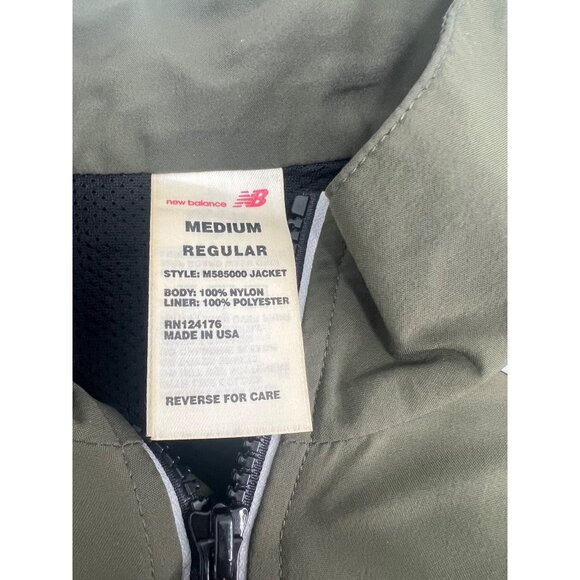 new balance NB
MEDIUM
REGULAR
STYLE: M585000 JACKET
BODY: 100% NYLON
LINER: 100% POLYESTER
RN124176
MADE IN USA
REVERSE FOR CARE